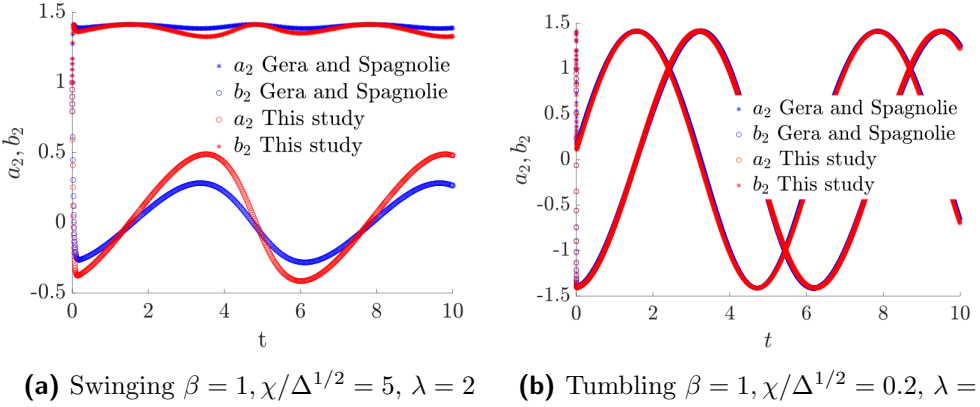 1.5
1
0.5
0
-0.5
a₂, b₂
* a₂ Gera and Spagnolie
○ b₂ Gera and Spagnolie
○ a₂ This study
* b₂ This study
0 2 4 6 8 10
t
(a) Swinging β = 1, χ/Δ^{1/2} = 5, λ = 2
1.5
1
0.5
0
-0.5
-1
-1.5
a₂, b₂
* a₂ Gera and Spagnolie
○ b₂ Gera and Spagnolie
○ a₂ This study
* b₂ This study
0 2 4 6 8 10
t
(b) Tumbling β = 1, χ/Δ^{1/2} = 0.2, λ =